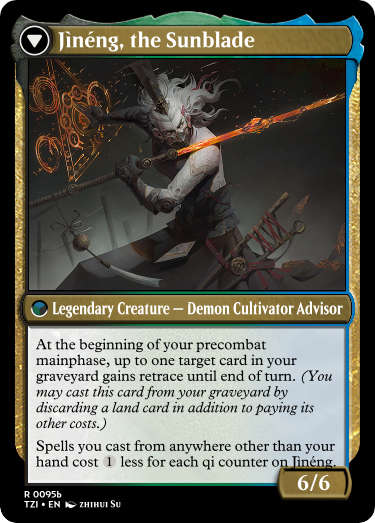 Jìnéng, the Sunblade
Legendary Creature — Demon Cultivator Advisor
At the beginning of your precombat
mainphase, up to one target card in your
graveyard gains retrace until end of turn. (You
may cast this card from your graveyard by
discarding a land card in addition to paying its
other costs.)
Spells you cast from anywhere other than your
hand cost 1 less for each qi counter on Jìnéng.
6/6
R 0095b
TZI • EN ZHIHUI SU